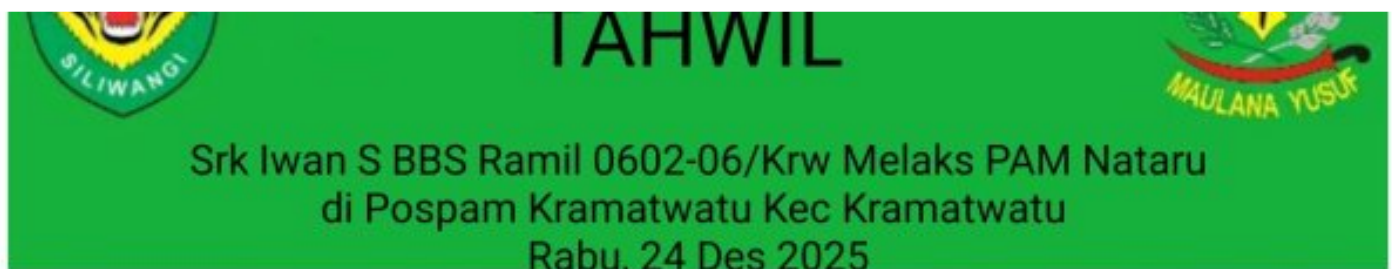 SILIWANGI
TAHWIL
MAULANA YUSUF
Srk Iwan S BBS Ramil 0602-06/Krw Melaks PAM Nataru
di Pospam Kramatwatu Kec Kramatwatu
Rabu, 24 Des 2025